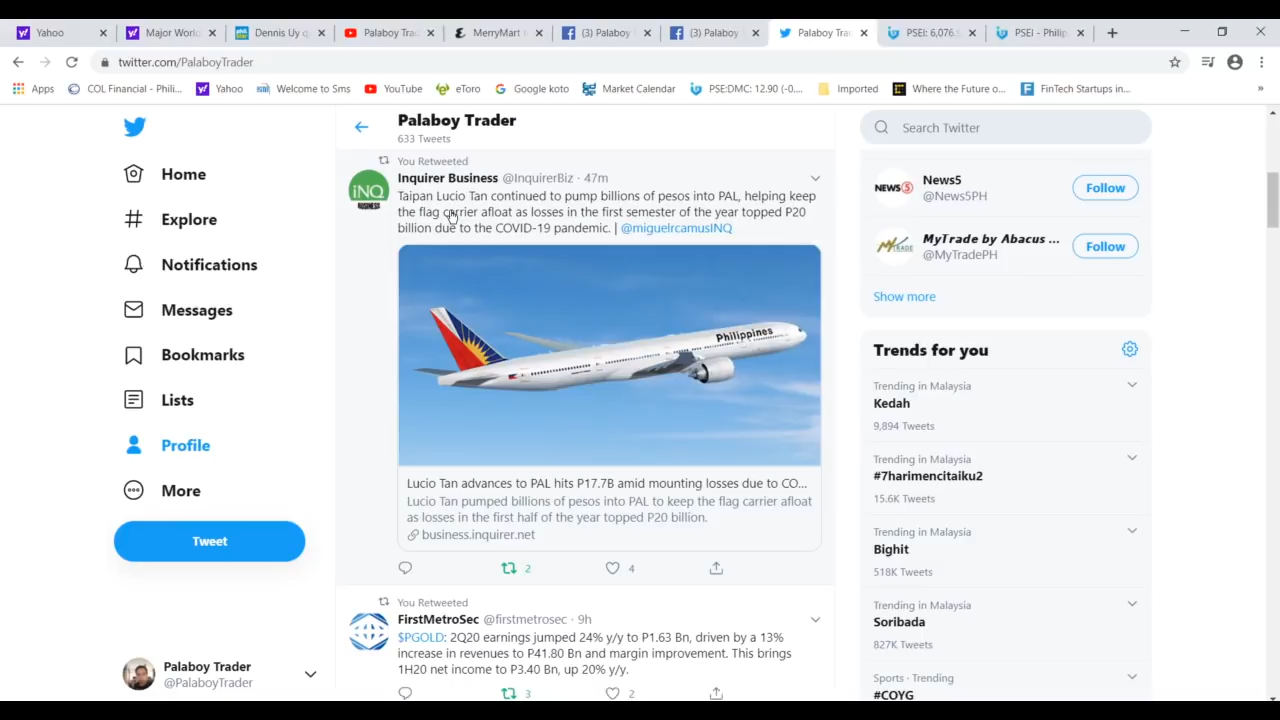 Yahoo
Major World
Dennis Uy o
Palaboy Trad
MerryMart
(3) Palaboy
(3) Palaboy
Palaboy Trad
PSEI: 6,076.
PSEI - Philip
twitter.com/PalaboyTrader
Apps
COL Financial - Phili...
Yahoo
Welcome to Sms
YouTube
eToro
Google koto
Market Calendar
PSE:DMC: 12.90 (-0....
Imported
Where the Future o...
FinTech Startups in...
»
Home
Explore
Notifications
Messages
Bookmarks
Lists
Profile
More
Tweet
Palaboy Trader
@PalaboyTrader
Palaboy Trader
633 Tweets
You Retweeted
Inquirer Business @InquirerBiz · 47m
INQ
Taipan Lucio Tan continued to pump billions of pesos into PAL, helping keep
the flag carrier afloat as losses in the first semester of the year topped P20
billion due to the COVID-19 pandemic. | @miguelrcamusINQ
Philippines
Lucio Tan advances to PAL hits P17.7B amid mounting losses due to CO...
Lucio Tan pumped billions of pesos into PAL to keep the flag carrier afloat
as losses in the first half of the year topped P20 billion.
business.inquirer.net
2
4
You Retweeted
FirstMetroSec @firstmetrosec · 9h
$PGOLD: 2Q20 earnings jumped 24% y/y to P1.63 Bn, driven by a 13%
increase in revenues to P41.80 Bn and margin improvement. This brings
1H20 net income to P3.40 Bn, up 20% y/y.
3
2
Search Twitter
NEWS5
News5
@News5PH
Follow
MyTrade by Abacus ...
@MyTradePH
Follow
Show more
Trends for you
Trending in Malaysia
Kedah
9,894 Tweets
Trending in Malaysia
#7harimencitaiku2
15.6K Tweets
Trending in Malaysia
Bighit
518K Tweets
Trending in Malaysia
Soribada
827K Tweets
Sports · Trending
#COYG